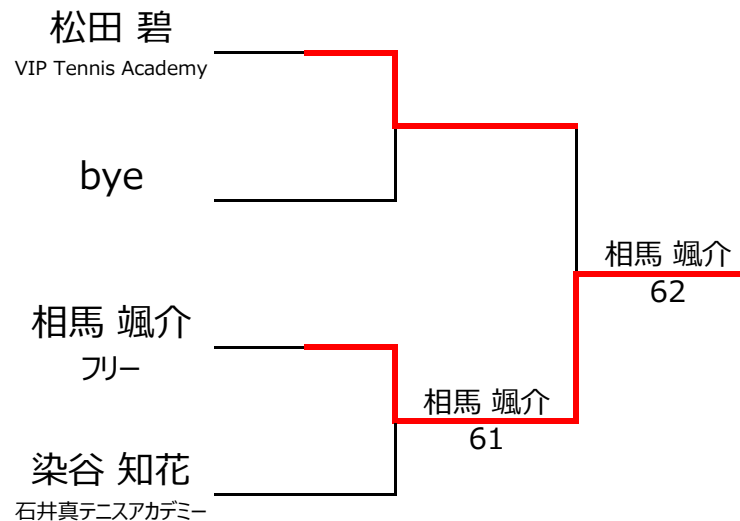 松田 碧
VIP Tennis Academy
bye
相馬 颯介
62
相馬 颯介
フリー
相馬 颯介
61
染谷 知花
石井真テニスアカデミー